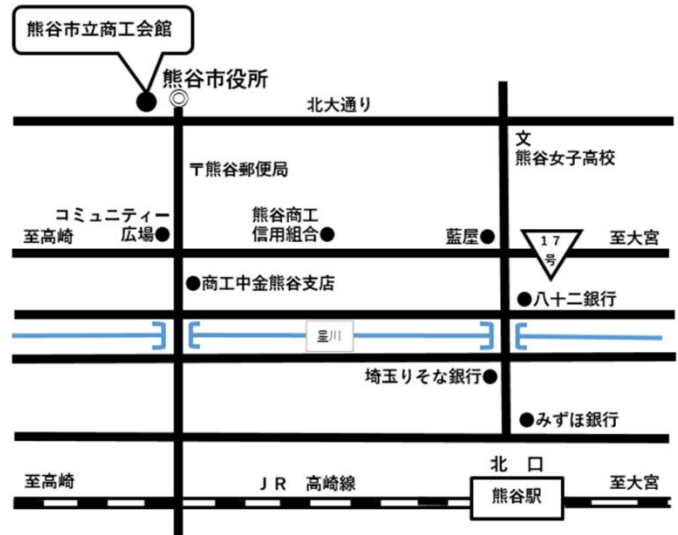 熊谷市立商工会館
熊谷市役所
北大通り
文
熊谷女子高校
〒熊谷郵便局
コミュニティー
広場
熊谷商工
信用組合
藍屋
17
号
至高崎
至大宮
商工中金熊谷支店
八十二銀行
星川
埼玉りそな銀行
みずほ銀行
北 口
至高崎
JR 高崎線
熊谷駅
至大宮